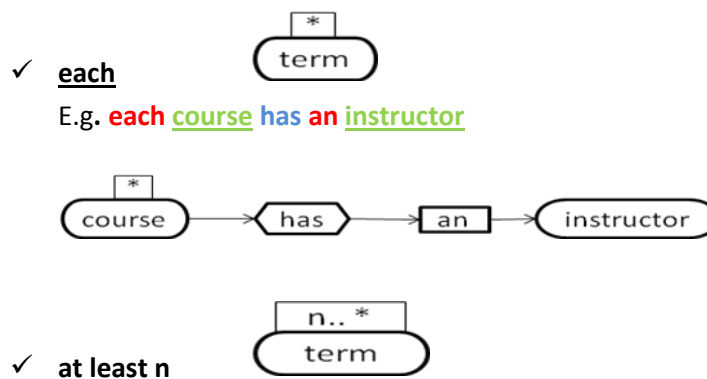 *
term
✓ each
E.g. each course has an instructor
*
course has an instructor
n.. *
term
✓ at least n